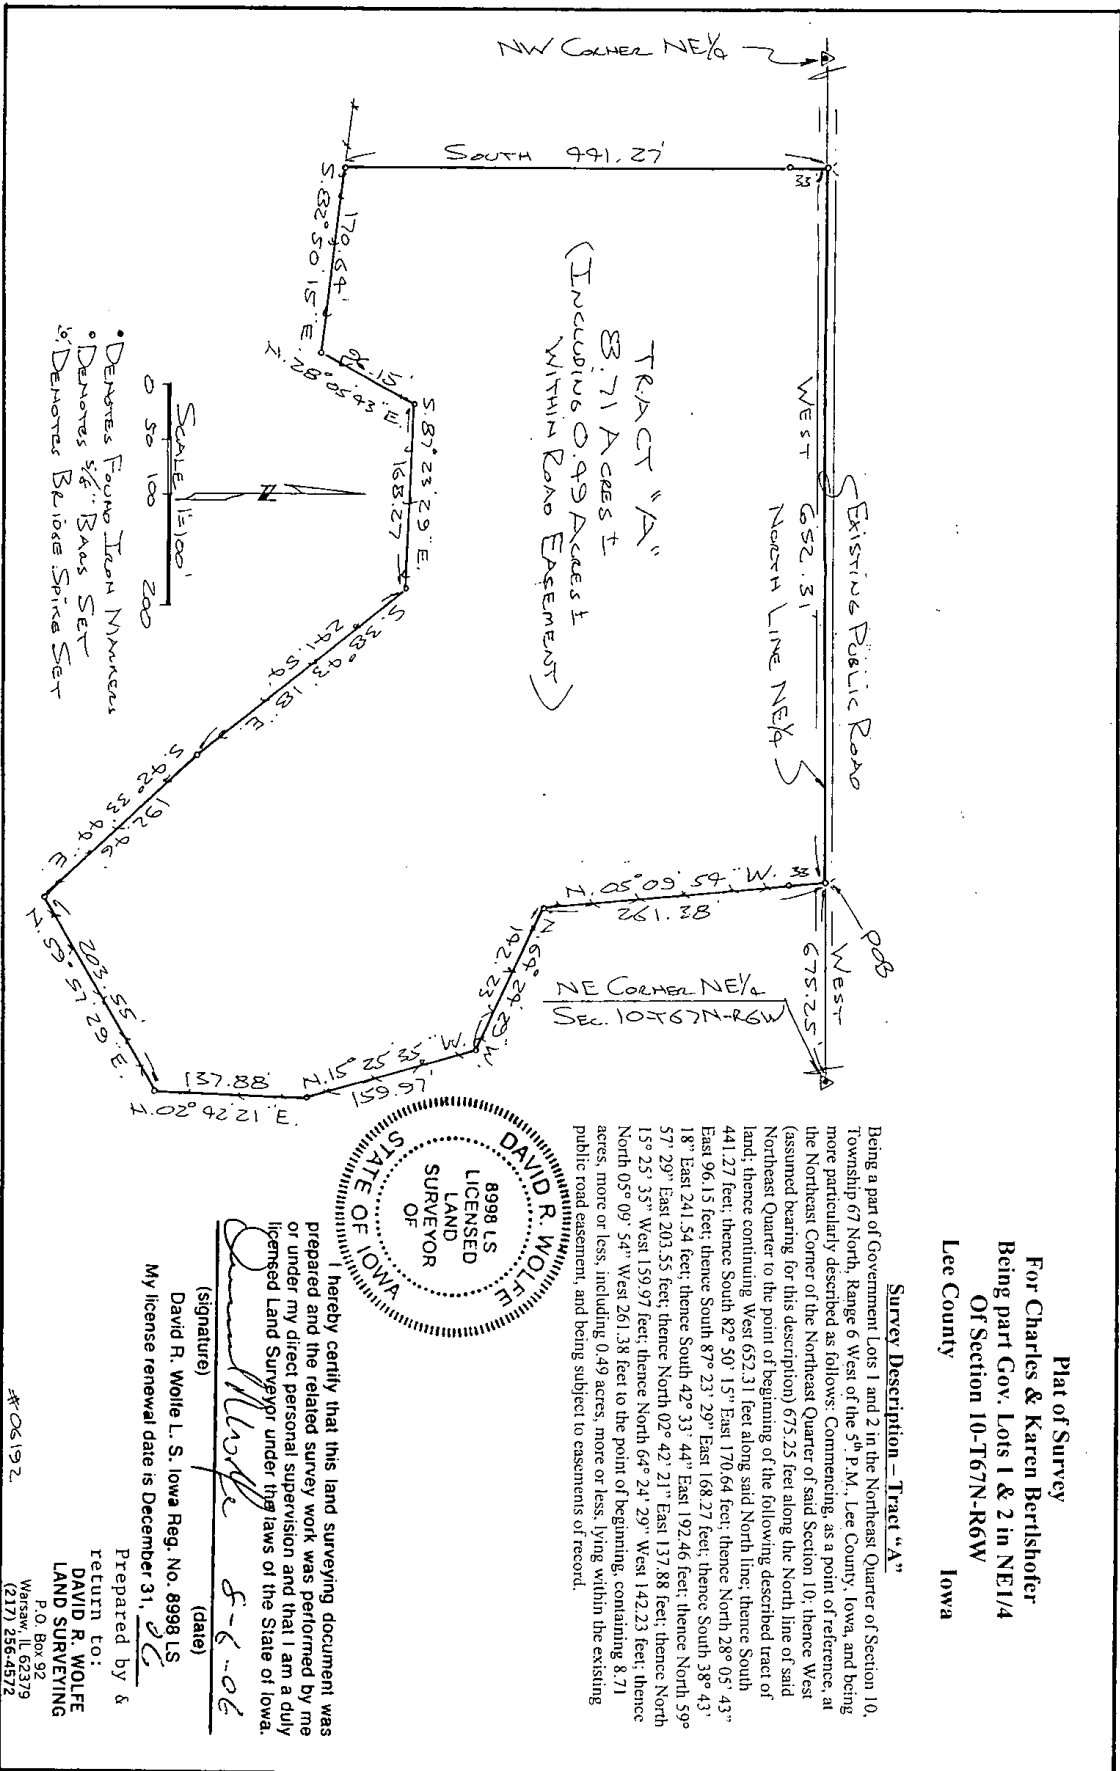 Plat of Survey
For Charles & Karen Bertlshofer
Being part Gov. Lots 1 & 2 in NE1/4
Of Section 10-T67N-R6W
Lee County Iowa
Survey Description – Tract “A”
Being a part of Government Lots 1 and 2 in the Northeast Quarter of Section 10,
Township 67 North, Range 6 West of the 5th P.M., Lee County, Iowa, and being
more particularly described as follows: Commencing, as a point of reference, at
the Northeast Corner of the Northeast Quarter of said Section 10; thence West
(assumed bearing for this description) 675.25 feet along the North line of said
Northeast Quarter to the point of beginning of the following described tract of
land; thence continuing West 652.31 feet along said North line; thence South
441.27 feet; thence South 82° 50’ 15” East 170.64 feet; thence North 28° 05’ 43”
East 96.15 feet; thence South 87° 23’ 29” East 168.27 feet; thence South 38° 43’
18” East 241.54 feet; thence South 42° 33’ 44” East 192.46 feet; thence North 59°
57’ 29” East 203.55 feet; thence North 02° 42’ 21” East 137.88 feet; thence North
15° 25’ 35” West 159.97 feet; thence North 64° 24’ 29” West 142.23 feet; thence
North 05° 09’ 54” West 261.38 feet to the point of beginning, containing 8.71
acres, more or less, including 0.49 acres, more or less, lying within the existing
public road easement, and being subject to easements of record.
NW CORNER NE1/4
EXISTING PUBLIC ROAD
WEST 652.31'
NORTH LINE NE1/4
POB
WEST
675.25'
33'
33'
SOUTH 441.27'
NE CORNER NE1/4
SEC. 10-T67N-R6W
TRACT "A"
8.71 ACRES ±
(INCLUDING 0.49 ACRES ±
WITHIN ROAD EASEMENT)
170.64'
S. 82° 50' 15" E.
96.15'
N. 28° 05' 43" E.
S. 87° 23' 29" E.
168.27'
S. 38° 43' 18" E.
241.54'
S. 42° 33' 44" E.
192.46'
203.55'
N. 59° 57' 29" E.
137.88'
N. 02° 42' 21" E.
N. 15° 25' 35" W.
159.97'
N. 64° 24' 29" W.
142.23'
N. 05° 09' 54" W.
261.38'
SCALE 1"=100'
0 50 100 200
• DENOTES FOUND IRON MARKERS
° DENOTES 5/8" BARS SET
DENOTES BRIDGE SPIKE SET
DAVID R. WOLFE
8998 LS
LICENSED
LAND
SURVEYOR
OF
STATE OF IOWA
I hereby certify that this land surveying document was
prepared and the related survey work was performed by me
or under my direct personal supervision and that I am a duly
licensed Land Surveyor under the laws of the State of Iowa.
David R Wolfe 8-6-06
(signature) (date)
David R. Wolfe L. S. Iowa Reg. No. 8998 LS
My license renewal date is December 31, 06
Prepared by &
return to:
DAVID R. WOLFE
LAND SURVEYING
P.O. Box 92
Warsaw, IL 62379
(217) 256-4572
#06192